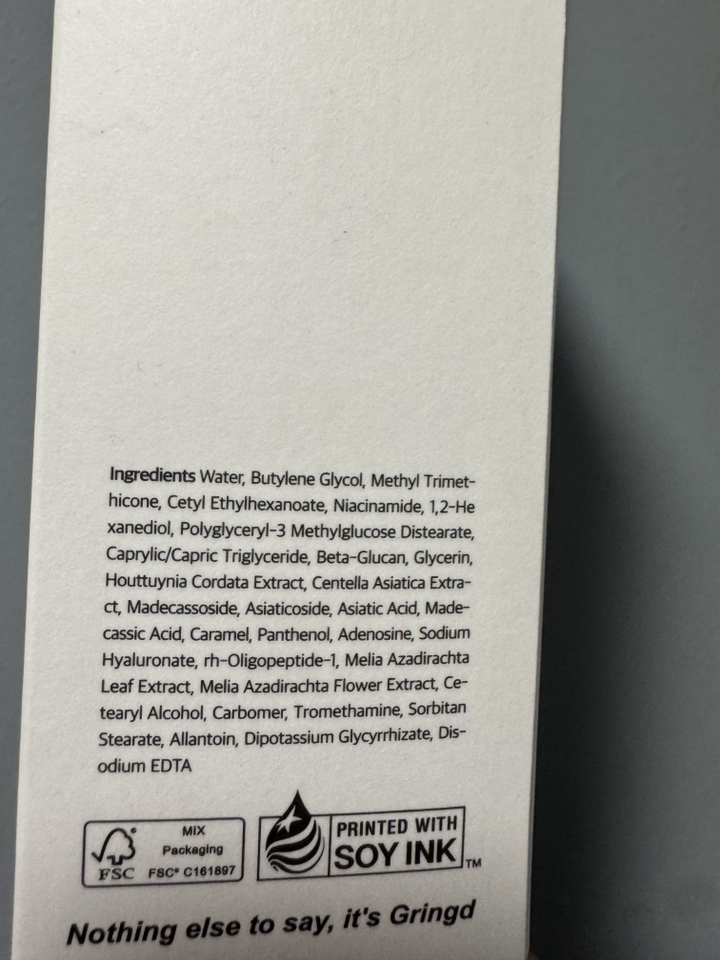 Ingredients Water, Butylene Glycol, Methyl Trimet-
hicone, Cetyl Ethylhexanoate, Niacinamide, 1,2-He
xanediol, Polyglyceryl-3 Methylglucose Distearate,
Caprylic/Capric Triglyceride, Beta-Glucan, Glycerin,
Houttuynia Cordata Extract, Centella Asiatica Extra-
ct, Madecassoside, Asiaticoside, Asiatic Acid, Made-
cassic Acid, Caramel, Panthenol, Adenosine, Sodium
Hyaluronate, rh-Oligopeptide-1, Melia Azadirachta
Leaf Extract, Melia Azadirachta Flower Extract, Ce-
tearyl Alcohol, Carbomer, Tromethamine, Sorbitan
Stearate, Allantoin, Dipotassium Glycyrrhizate, Dis-
odium EDTA
MIX
Packaging
FSC FSC® C161897
PRINTED WITH
SOY INK™
Nothing else to say, it's Gringd